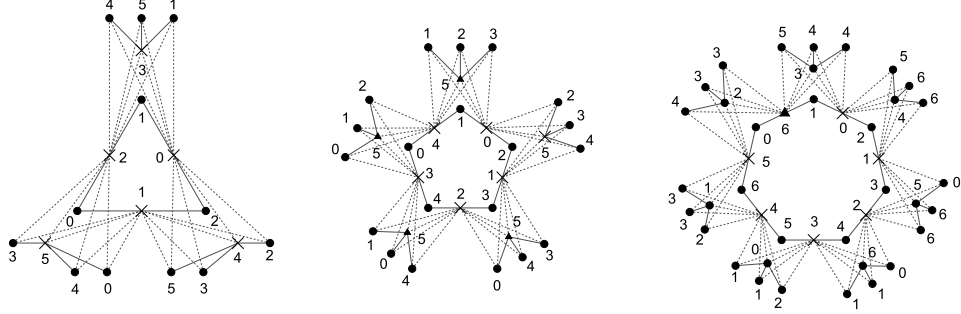 4 5 1
3
1
2 0
1
0 2
3 5 4 2
4 0 5 3
1 2 3
5
2 2
1 1 3
4 0 5 4
0 5 0 2
3 1
4 2 3
1 5 5 3
0 4
4 0
5 4 4
3 3 5
3 2 6
4 6 1 0 4 6
0 2
5 1
6 3 5 0
3 1 4 2 6
3 5 3 4
2 0 6 6
1 0
1 2 1 1